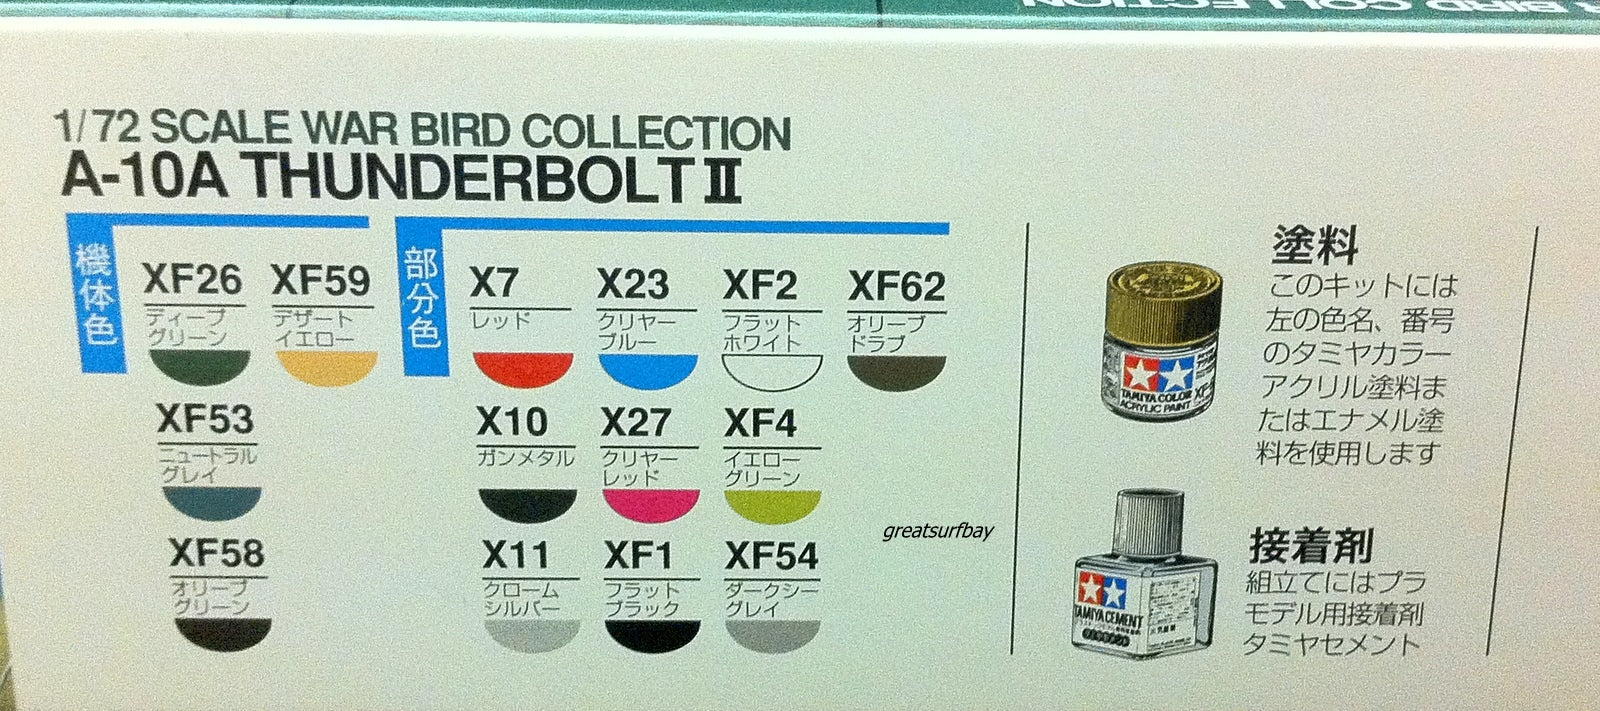 BIRD COLLECTION
1/72 SCALE WAR BIRD COLLECTION
A-10A THUNDERBOLT II
機体色
XF26
ディープ
グリーン
XF59
デザート
イエロー
XF53
ニュートラル
グレイ
XF58
オリーブ
グリーン
部分色
X7
レッド
X23
クリヤー
ブルー
XF2
フラット
ホワイト
XF62
オリーブ
ドラブ
X10
ガンメタル
X27
クリヤー
レッド
XF4
イエロー
グリーン
X11
クローム
シルバー
XF1
フラット
ブラック
XF54
ダークシー
グレイ
greatsurfbay
TAMIYA COLOR
ACRYLIC PAINT
塗料
このキットには
左の色名、番号
のタミヤカラー
アクリル塗料ま
たはエナメル塗
料を使用します
TAMIYA CEMENT
接着剤
組立てにはプラ
モデル用接着剤
タミヤセメント